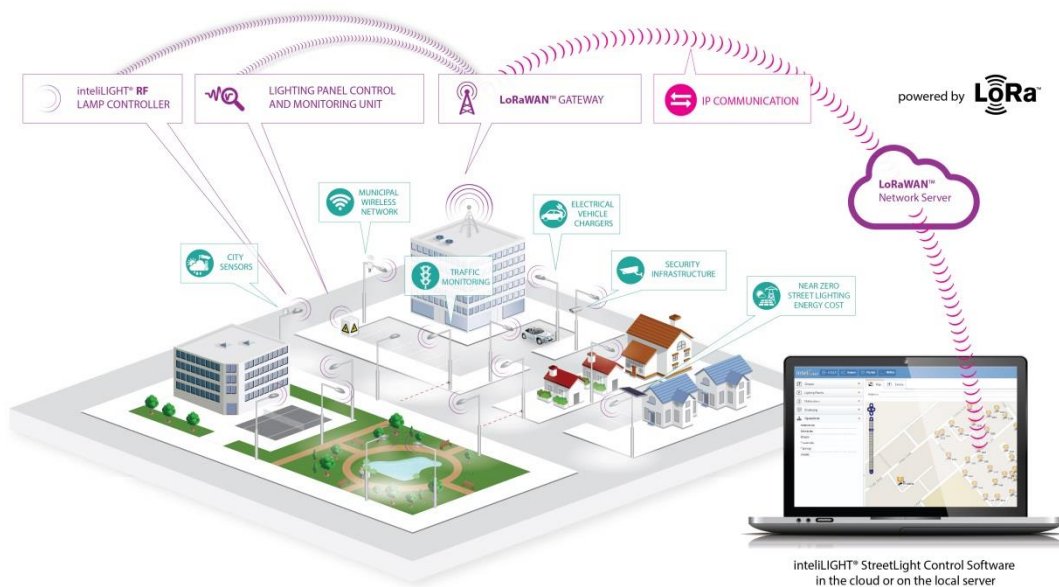 inteliLIGHT® RF
LAMP CONTROLLER
LIGHTING PANEL CONTROL
AND MONITORING UNIT
LoRaWAN™ GATEWAY
IP COMMUNICATION
powered by LoRa™
LoRaWAN™
Network Server
MUNICIPAL
WIRELESS
NETWORK
ELECTRICAL
VEHICLE
CHARGERS
CITY
SENSORS
TRAFFIC
MONITORING
SECURITY
INFRASTRUCTURE
NEAR ZERO
STREET LIGHTING
ENERGY COST
inteliLIGHT® StreetLight Control Software
in the cloud or on the local server